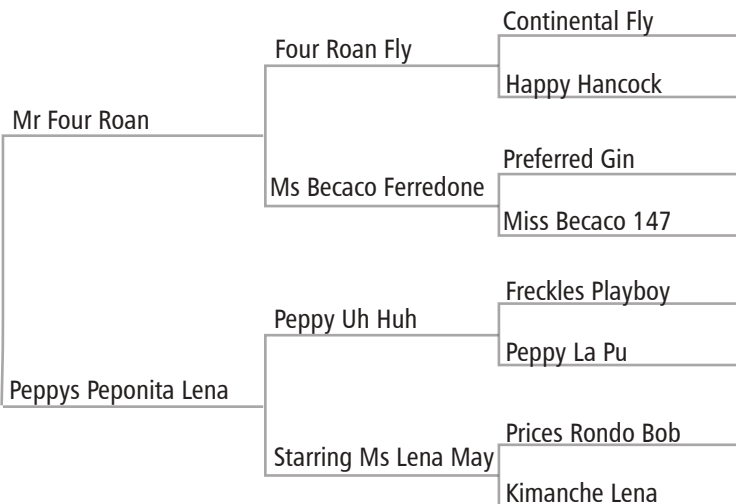 Continental Fly
Four Roan Fly
Happy Hancock
Mr Four Roan
Preferred Gin
Ms Becaco Ferredone
Miss Becaco 147
Freckles Playboy
Peppy Uh Huh
Peppy La Pu
Peppys Peponita Lena
Prices Rondo Bob
Starring Ms Lena May
Kimanche Lena